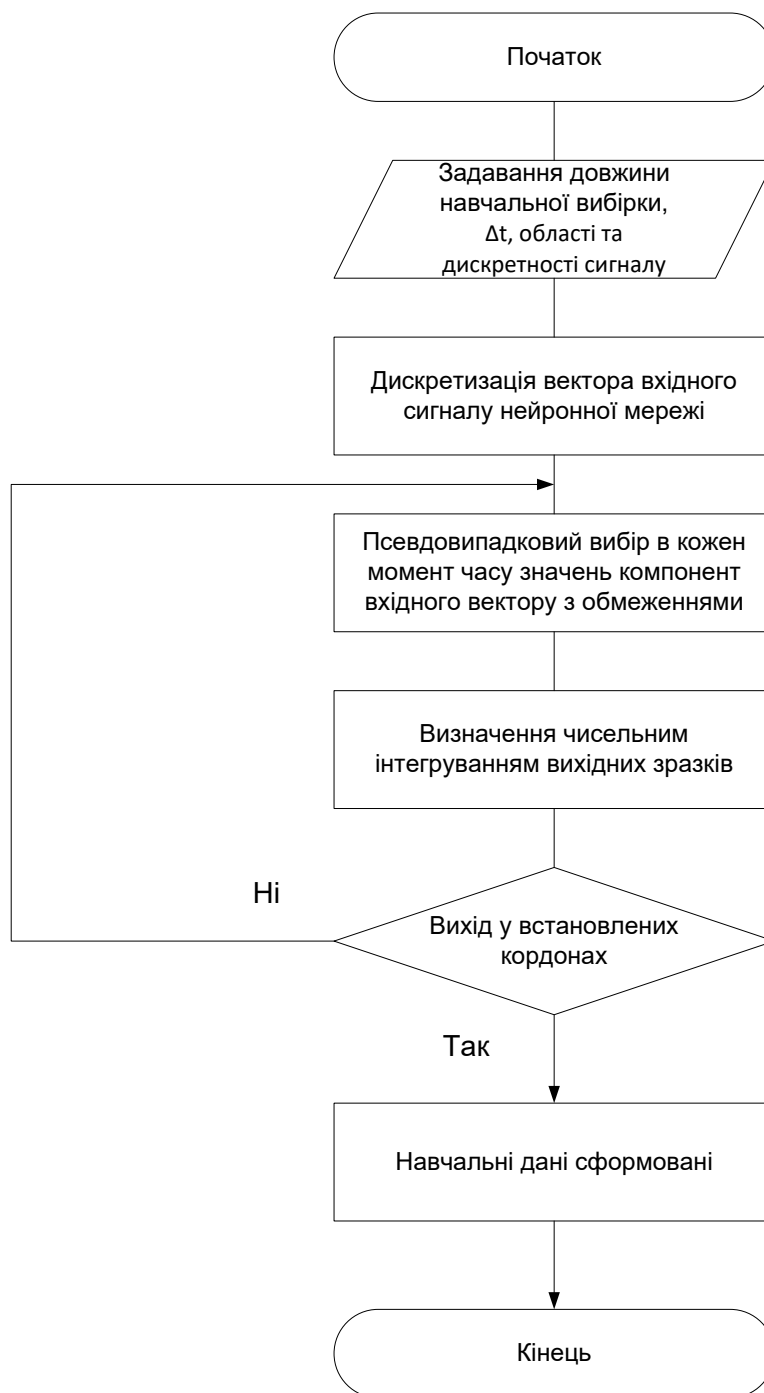 Початок
Задавання довжини
навчальної вибірки,
Δt, області та
дискретності сигналу
Дискретизація вектора вхідного
сигналу нейронної мережі
Псевдовипадковий вибір в кожен
момент часу значень компонент
вхідного вектору з обмеженнями
Визначення чисельним
інтегруванням вихідних зразків
Ні
Вихід у встановлених
кордонах
Так
Навчальні дані сформовані
Кінець